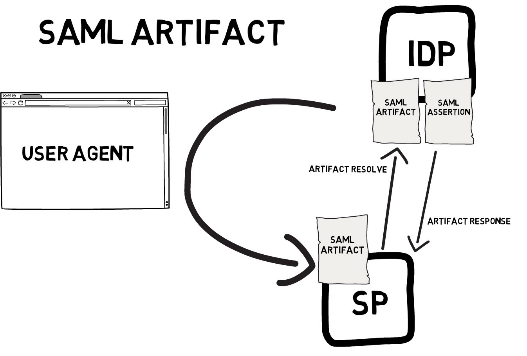 SAML ARTIFACT
IDP
SAML
ARTIFACT
SAML
ASSERTION
USER AGENT
ARTIFACT RESOLVE
ARTIFACT RESPONSE
SAML
ARTIFACT
SP